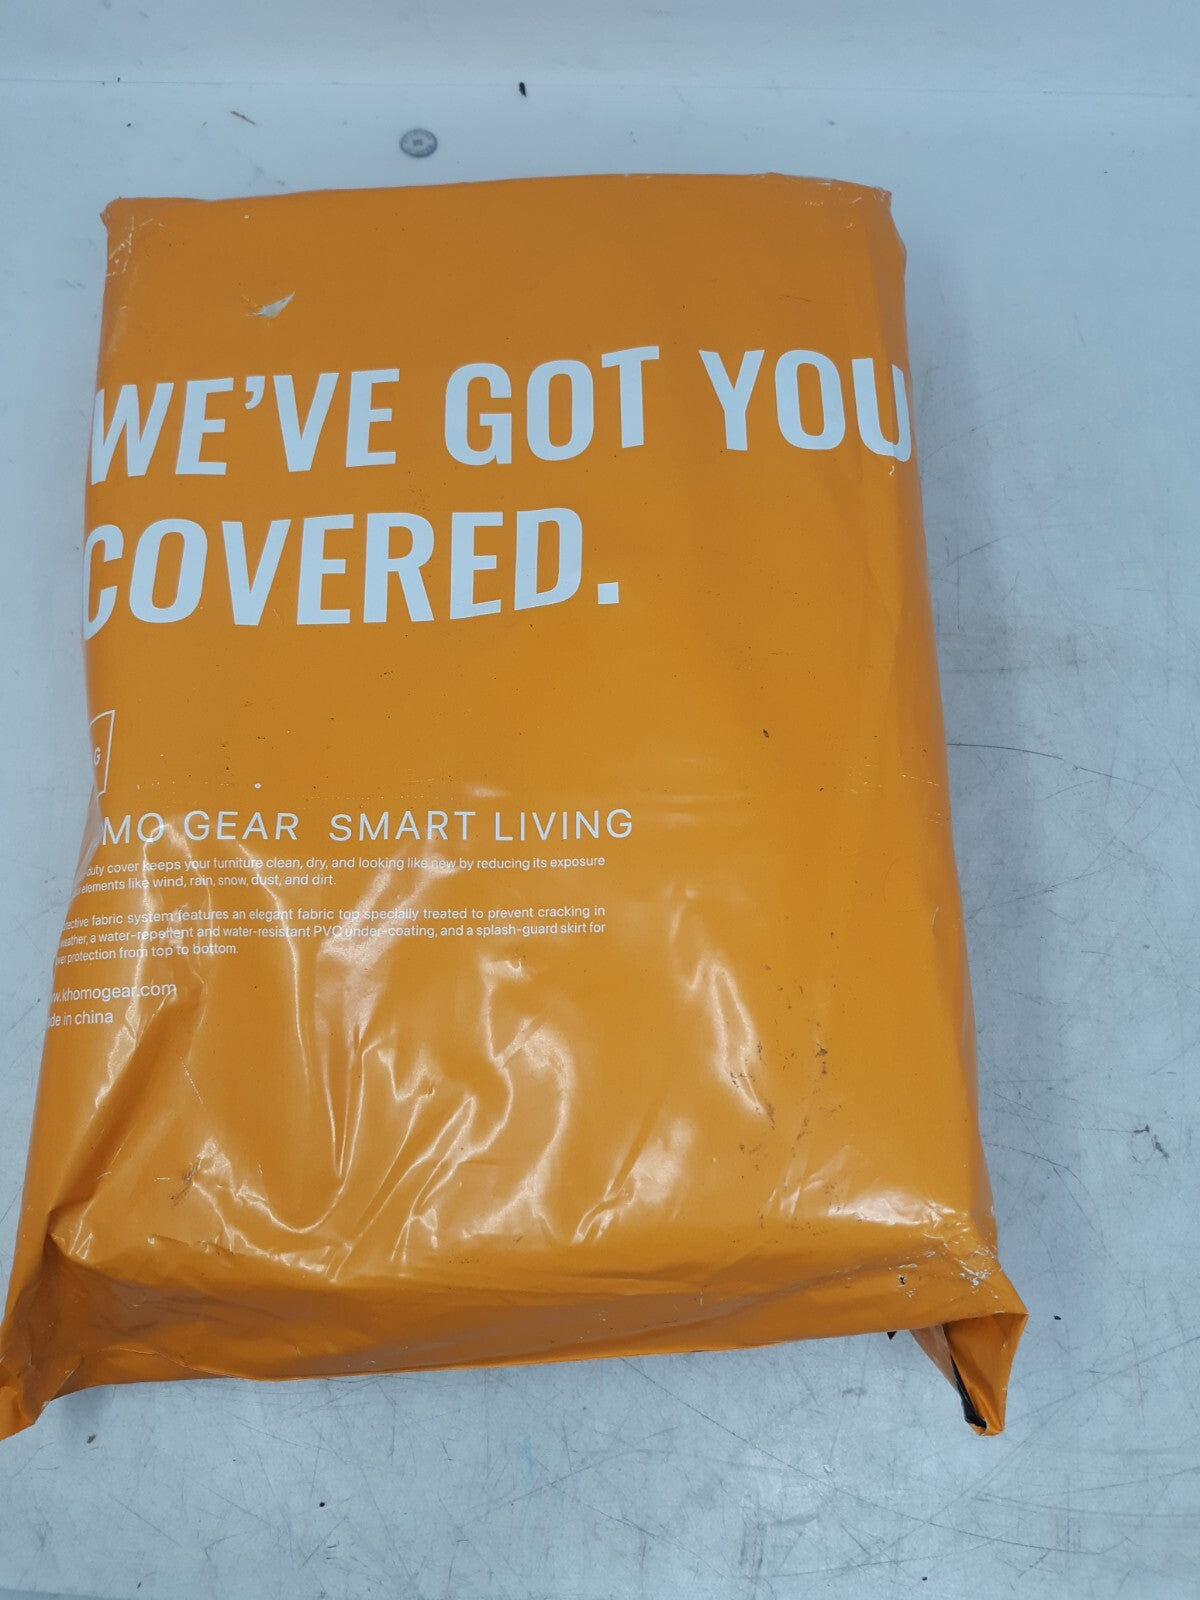 WE'VE GOT YOU
COVERED.
G
OMO GEAR SMART LIVING
-duty cover keeps your furniture clean, dry, and looking like new by reducing its exposure
elements like wind, rain, snow, dust, and dirt.
ective fabric system features an elegant fabric top specially treated to prevent cracking in
weather, a water-repellent and water-resistant PVC under-coating, and a splash-guard skirt for
protection from top to bottom.
w.khomogear.com
de in china